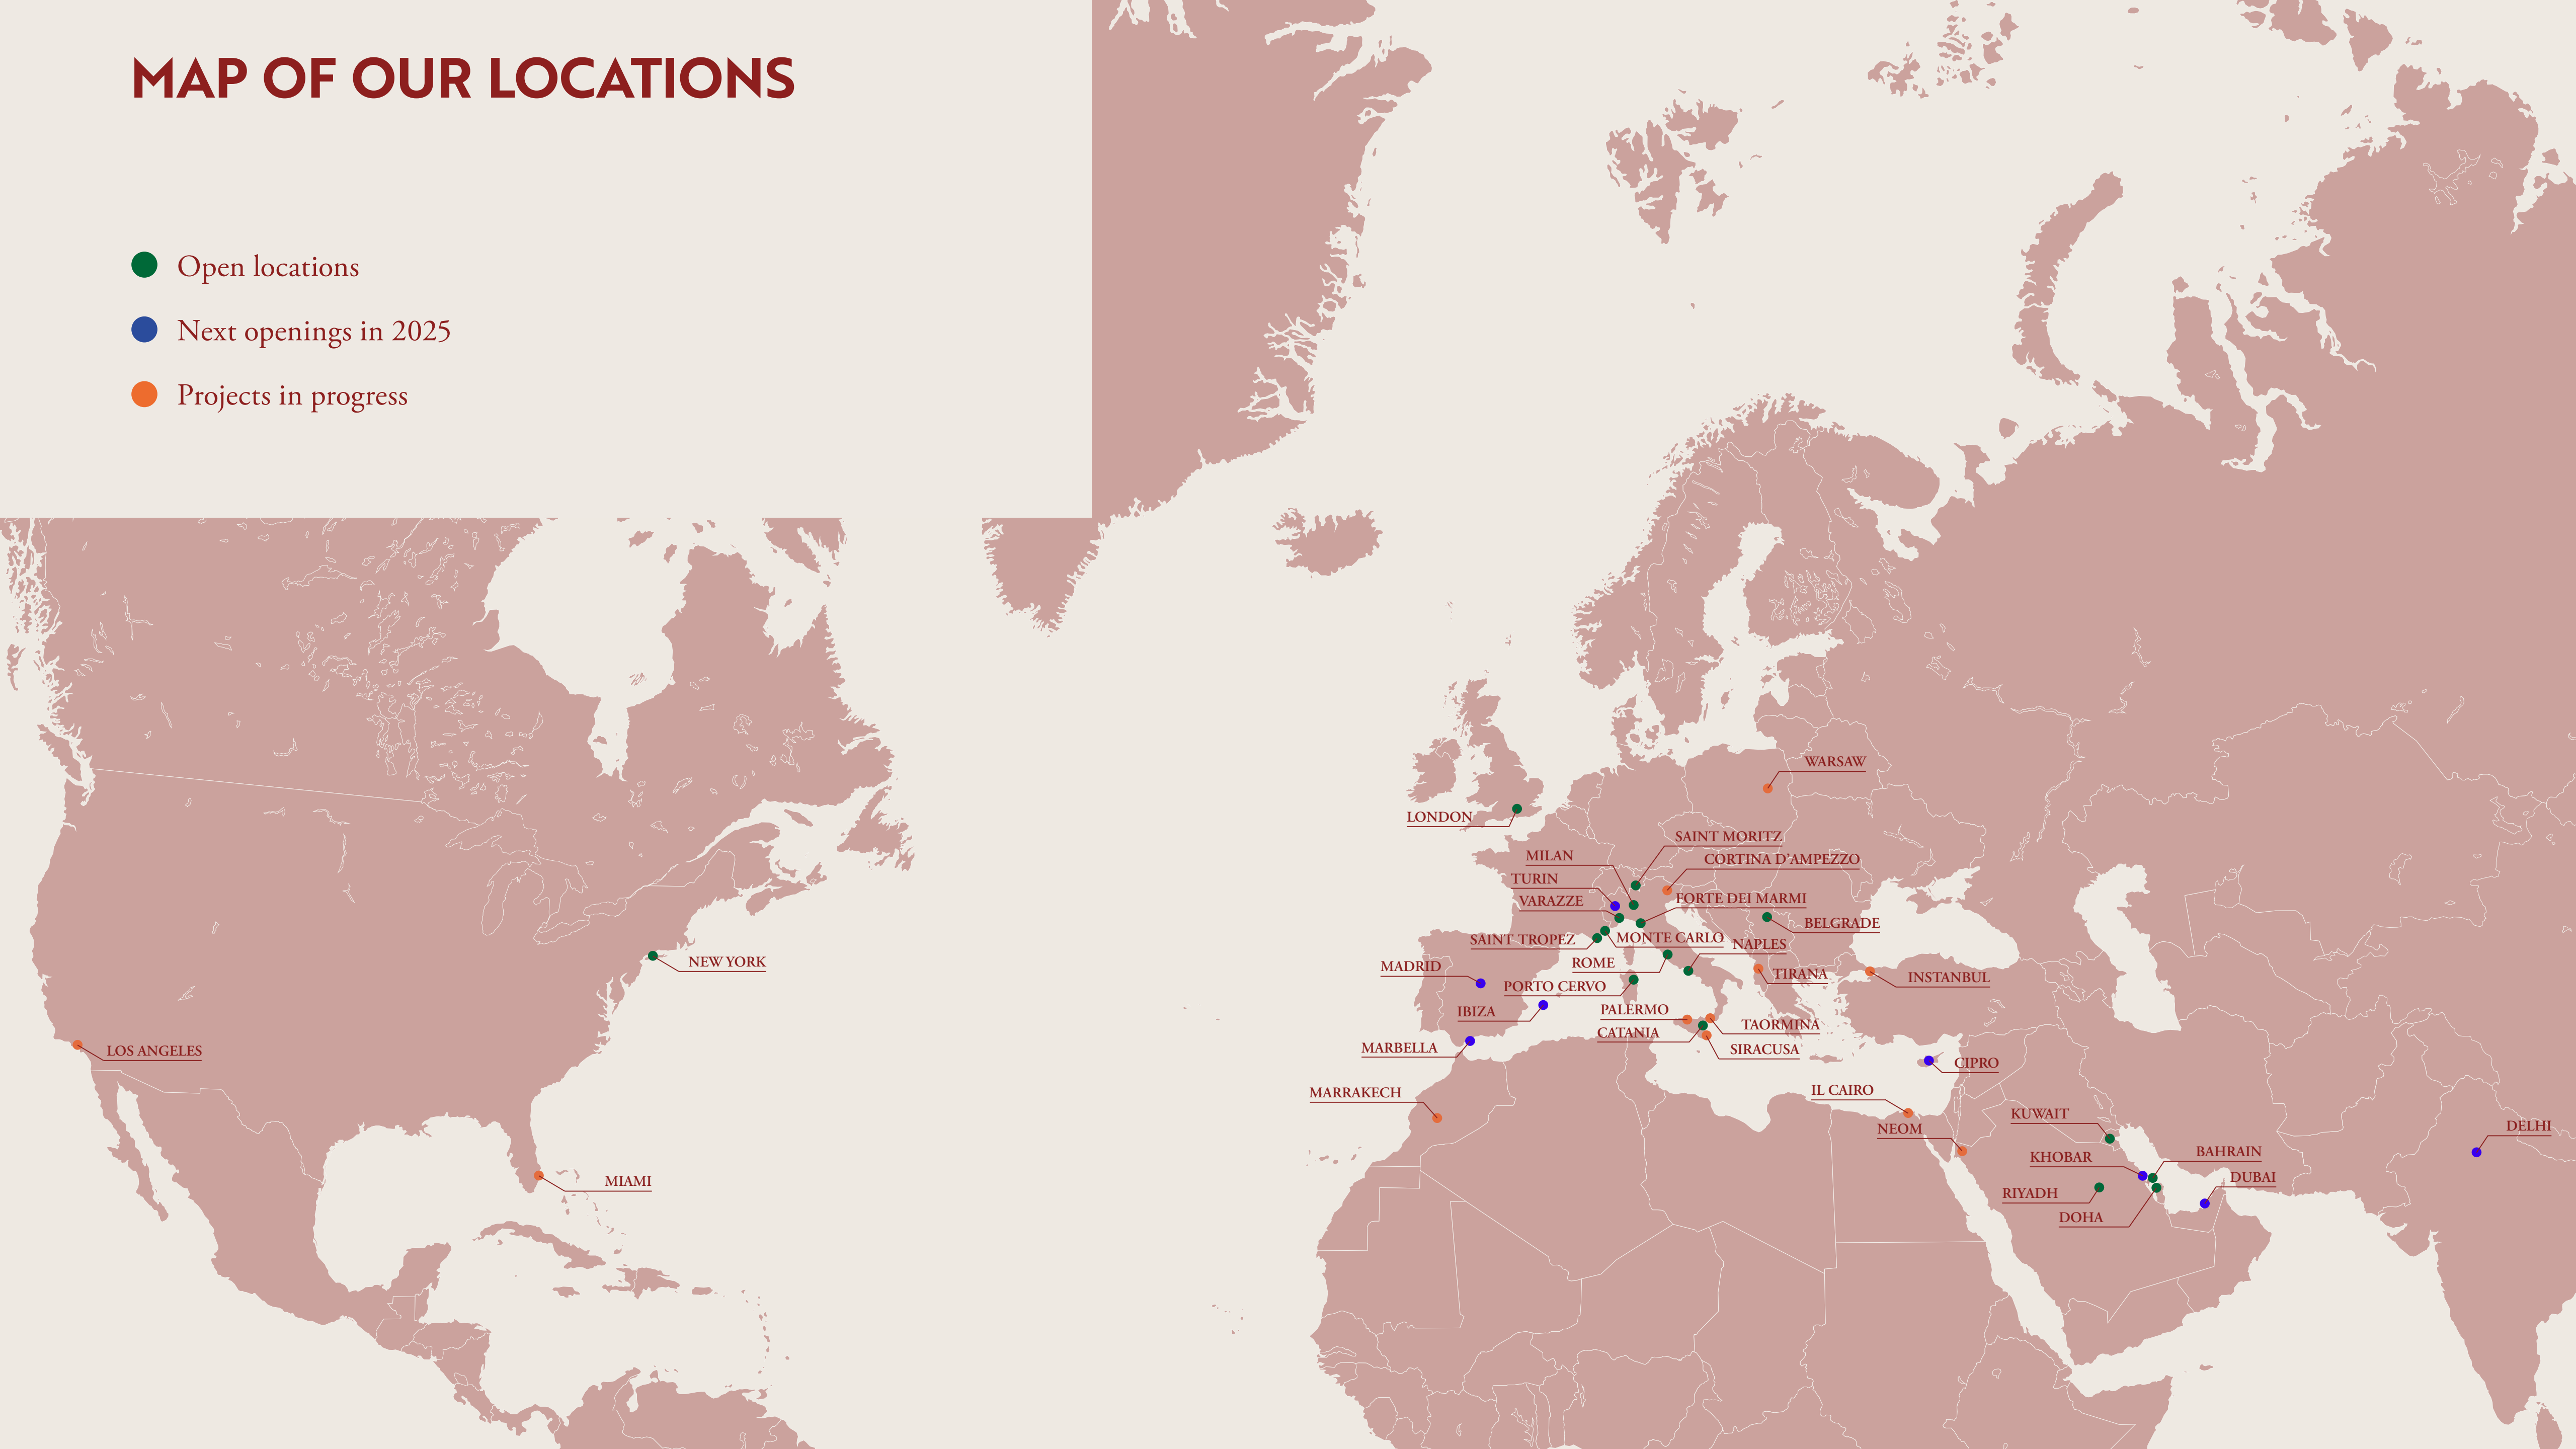 MAP OF OUR LOCATIONS
Open locations
Next openings in 2025
Projects in progress
WARSAW
LONDON
SAINT MORITZ
MILAN
CORTINA D'AMPEZZO
TURIN
VARAZZE
FORTE DEI MARMI
BELGRADE
SAINT TROPEZ
MONTE CARLO
NAPLES
NEW YORK
ROME
MADRID
TIRANA
INSTANBUL
PORTO CERVO
IBIZA
PALERMO
TAORMINA
CATANIA
MARBELLA
SIRACUSA
LOS ANGELES
CIPRO
MARRAKECH
IL CAIRO
KUWAIT
NEOM
DELHI
BAHRAIN
KHOBAR
DUBAI
MIAMI
RIYADH
DOHA